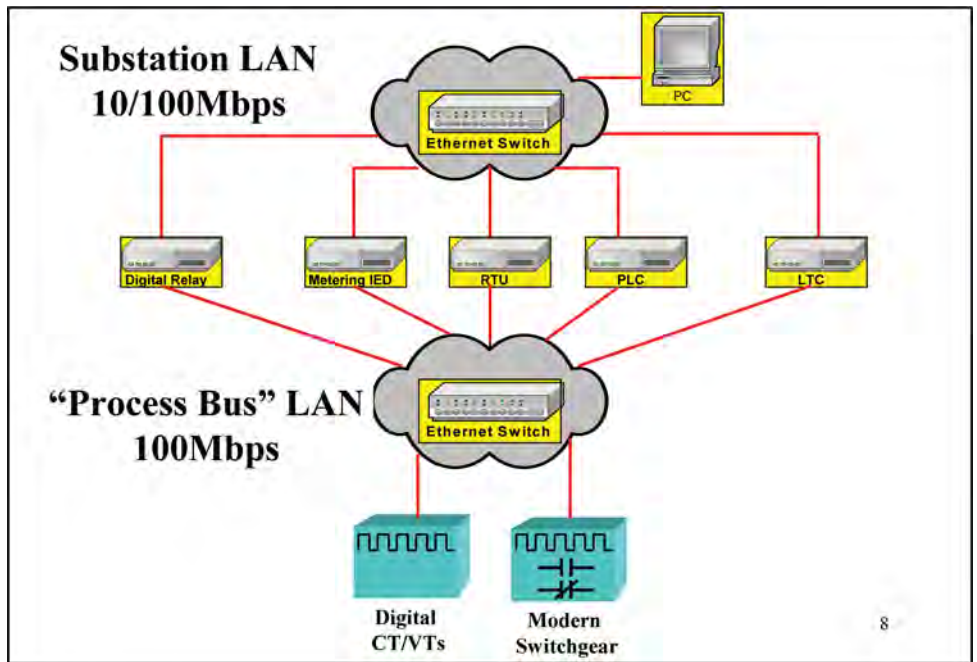 Substation LAN
10/100Mbps
PC
Ethernet Switch
Digital Relay
Metering IED
RTU
PLC
LTC
“Process Bus” LAN
100Mbps
Ethernet Switch
Digital
CT/VTs
Modern
Switchgear
8